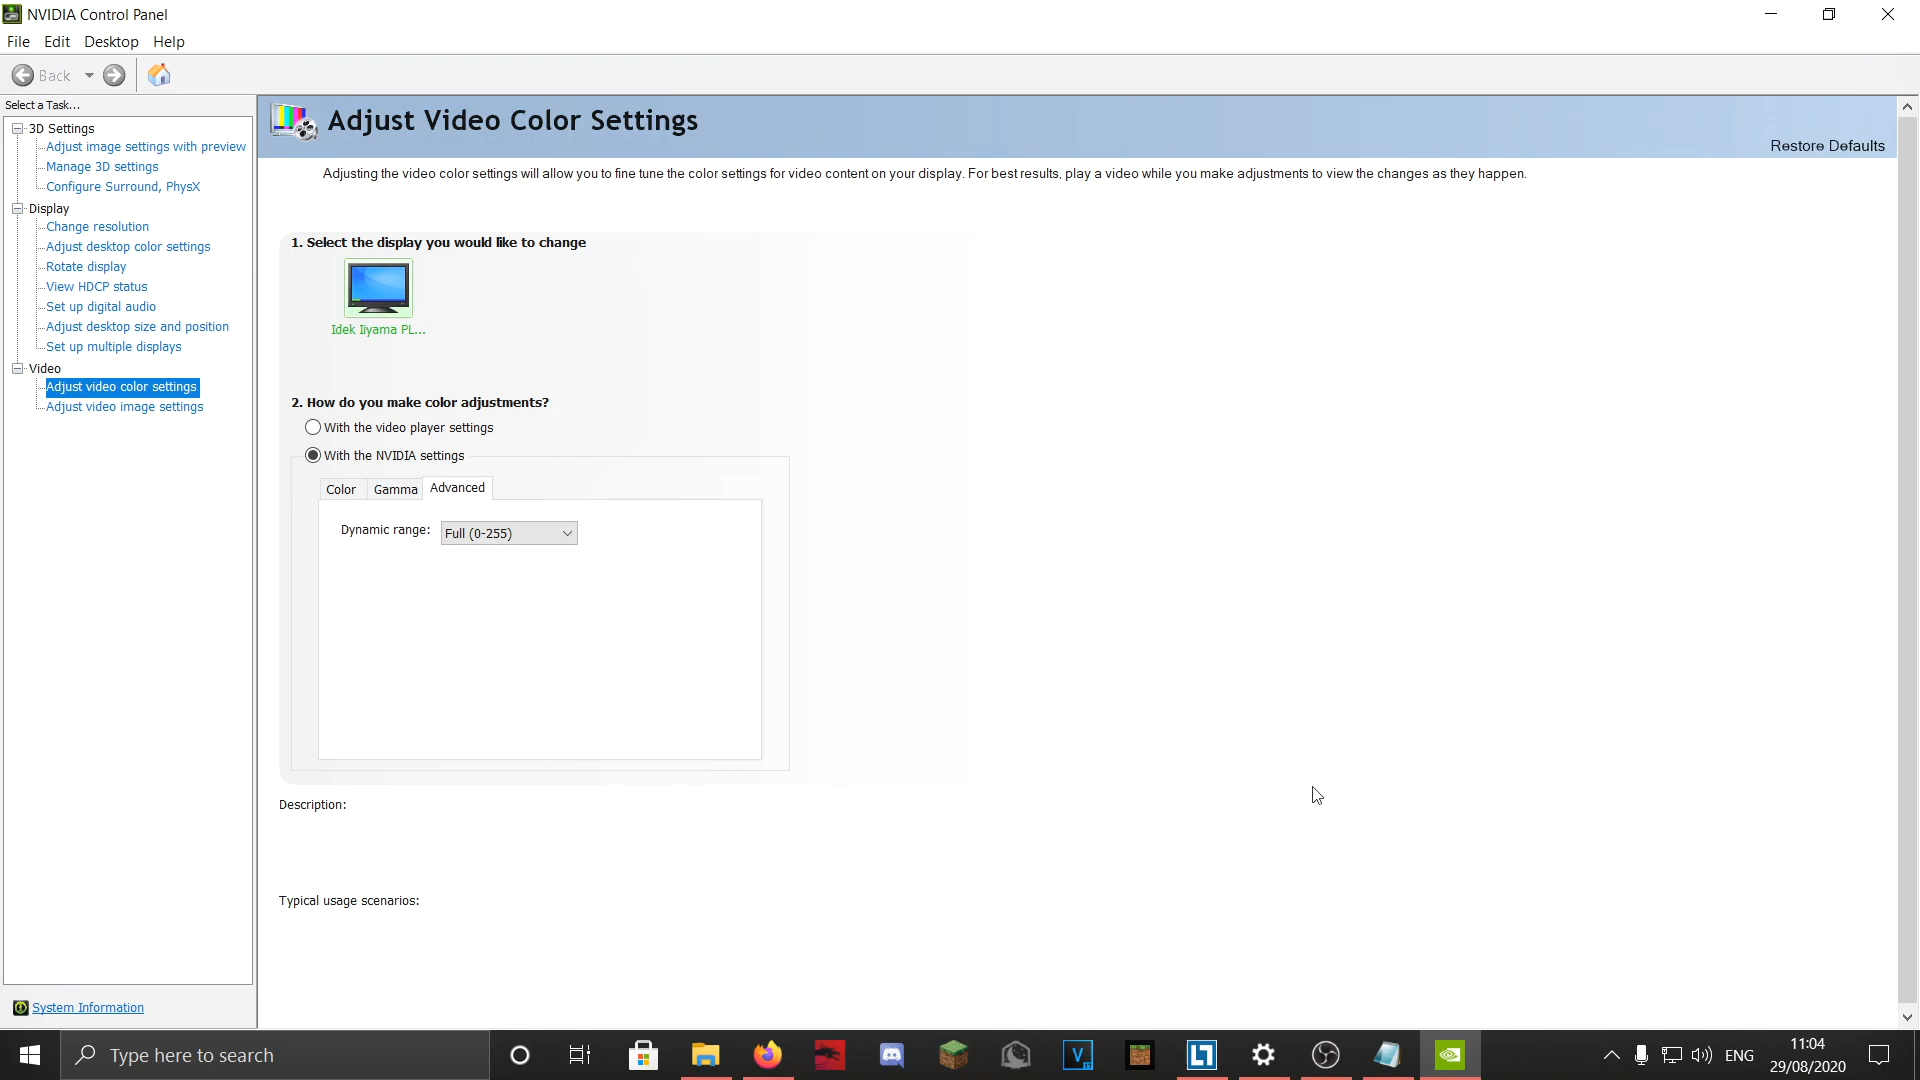 NVIDIA Control Panel
File Edit Desktop Help
Back
Select a Task...
3D Settings
Adjust image settings with preview
Manage 3D settings
Configure Surround, PhysX
Display
Change resolution
Adjust desktop color settings
Rotate display
View HDCP status
Set up digital audio
Adjust desktop size and position
Set up multiple displays
Video
Adjust video color settings
Adjust video image settings
System Information
Adjust Video Color Settings
Restore Defaults
Adjusting the video color settings will allow you to fine tune the color settings for video content on your display. For best results, play a video while you make adjustments to view the changes as they happen.
1. Select the display you would like to change
Idek Iiyama PL...
2. How do you make color adjustments?
With the video player settings
With the NVIDIA settings
Color Gamma Advanced
Dynamic range: Full (0-255)
Description:
Typical usage scenarios:
Type here to search
V
17
ENG
11:04
29/08/2020